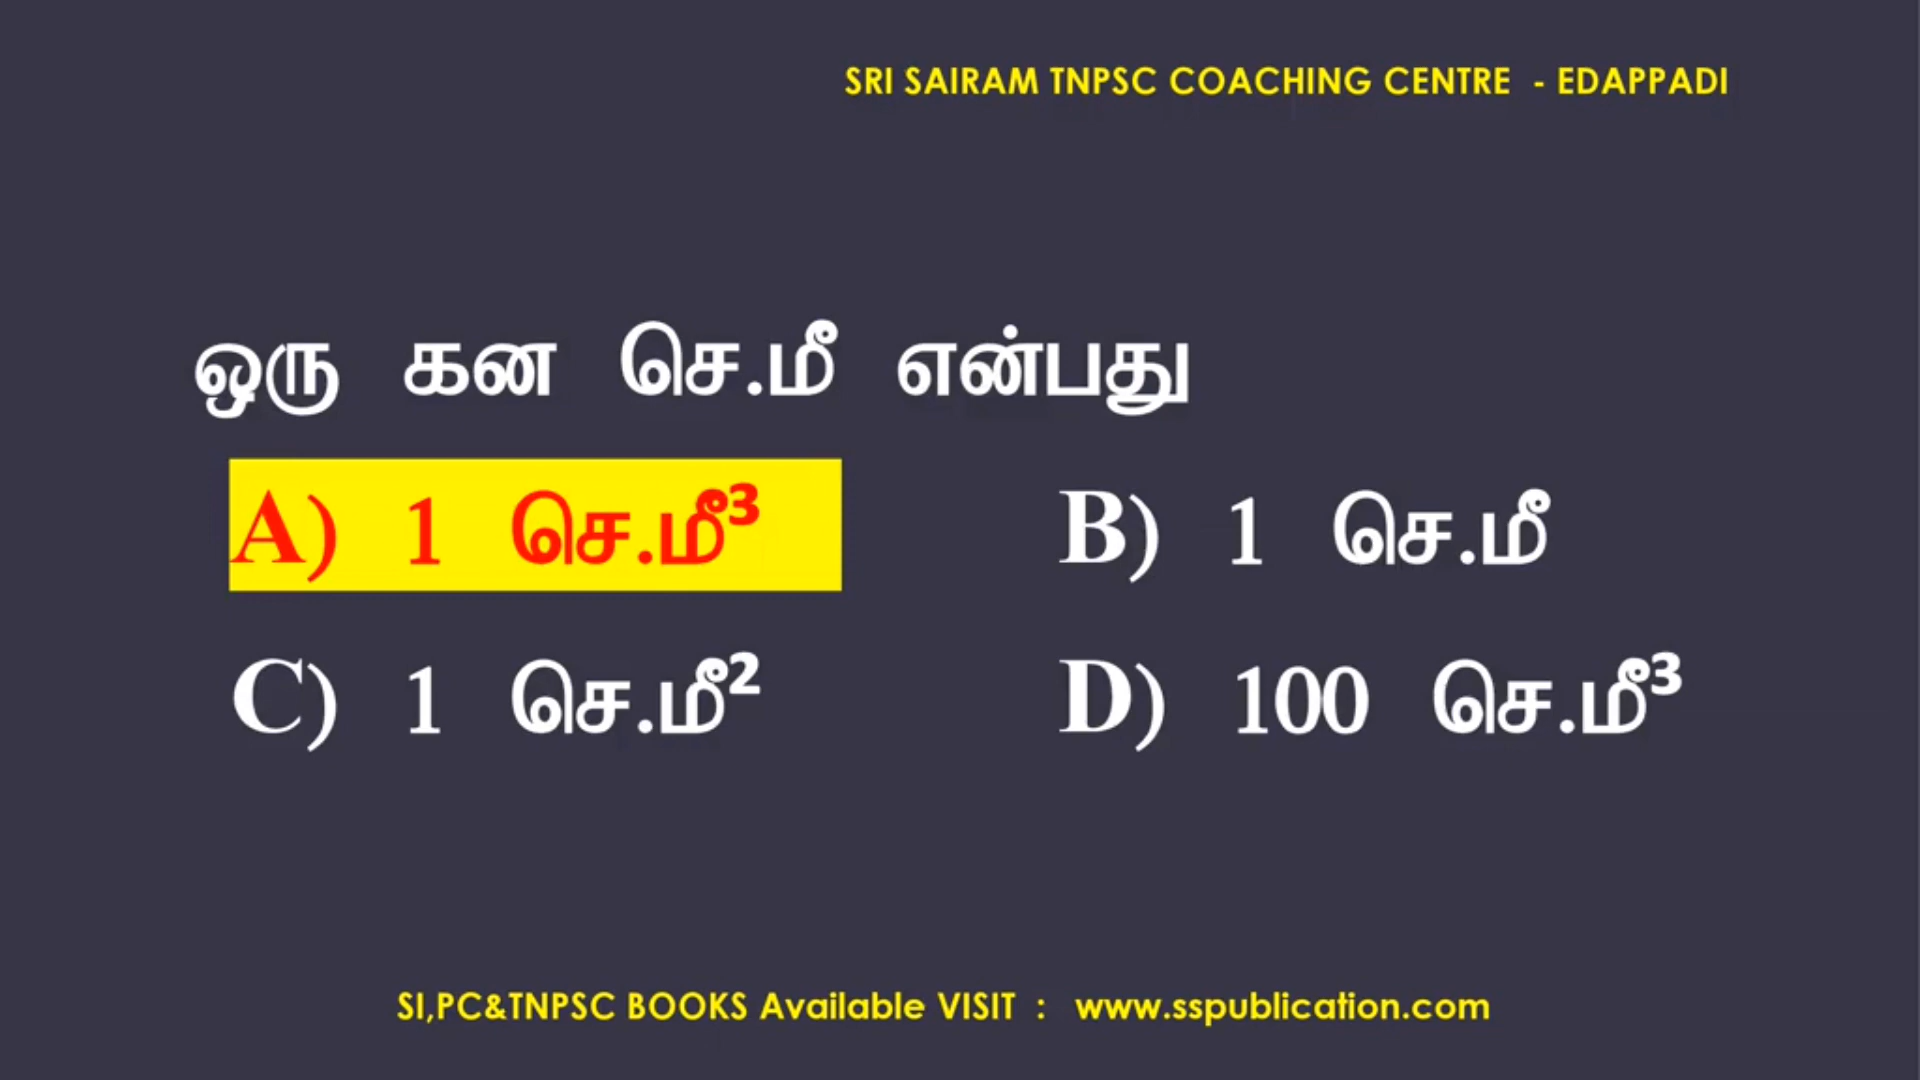 SRI SAIRAM TNPSC COACHING CENTRE - EDAPPADI
ஒரு கன செ.மீ என்பது
A) 1 செ.மீ³ B) 1 செ.மீ
C) 1 செ.மீ² D) 100 செ.மீ³
SI,PC&TNPSC BOOKS Available VISIT : www.sspublication.com